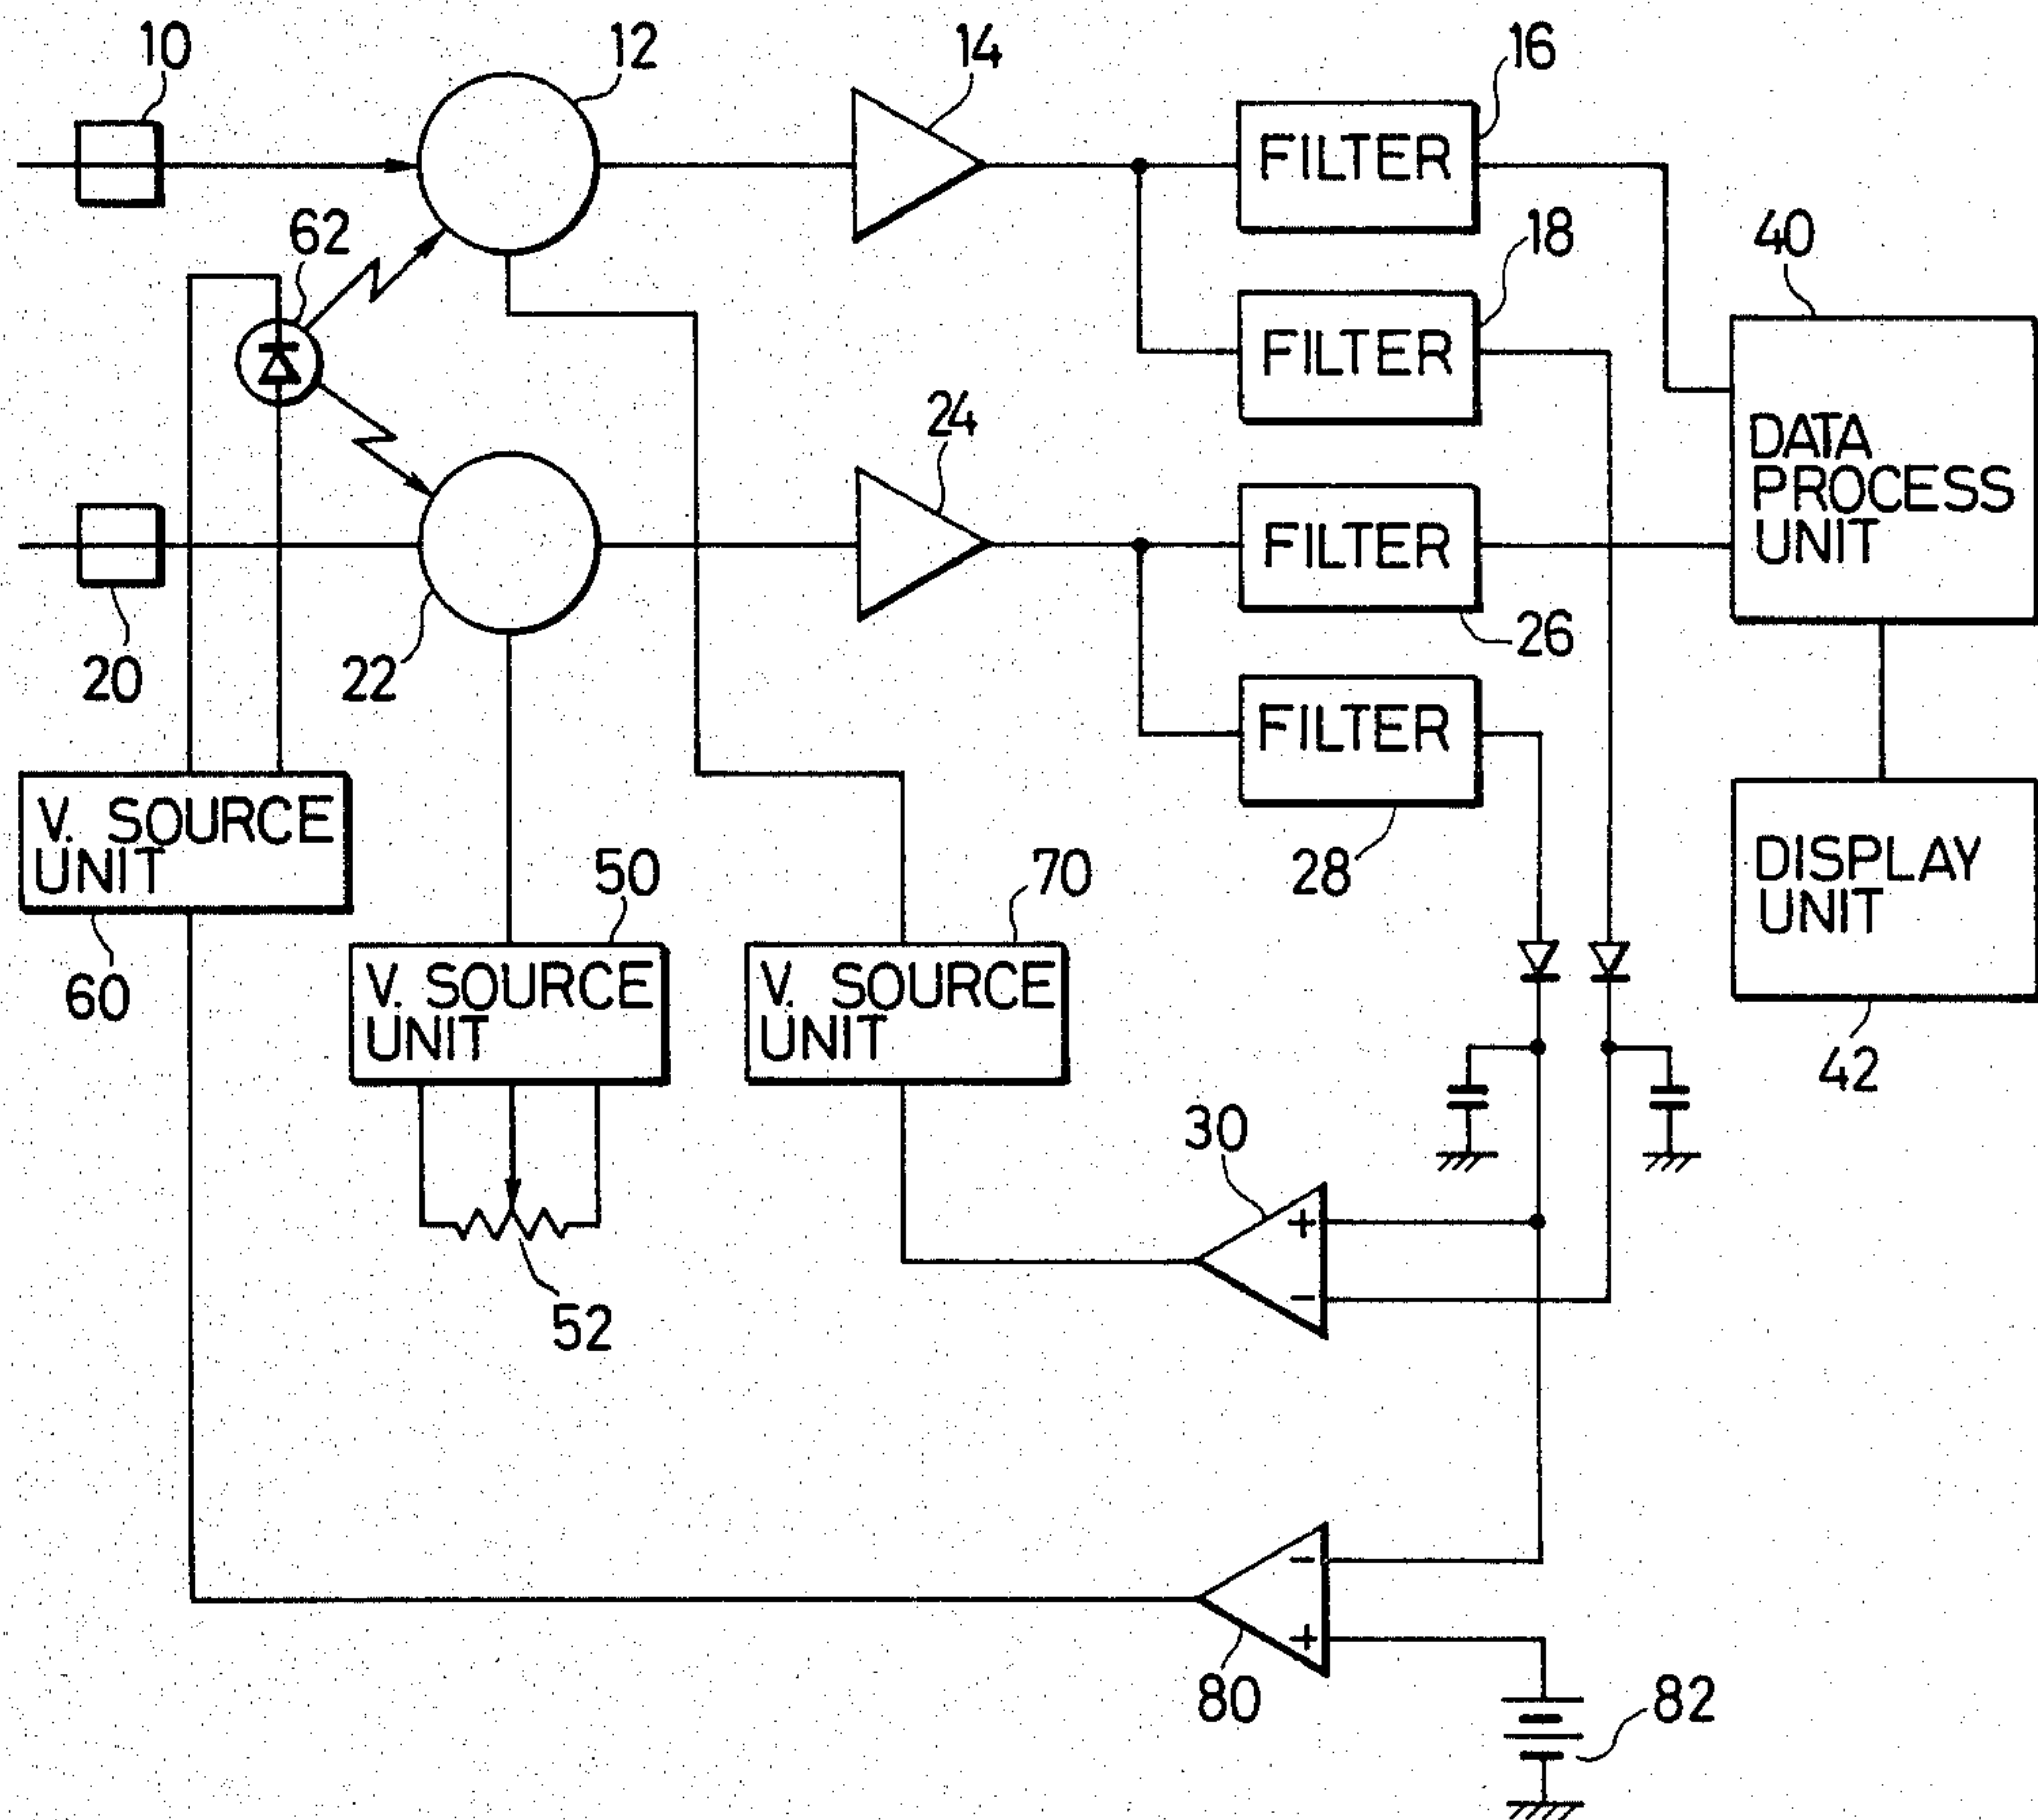 10
12
14
16
FILTER
62
18
FILTER
40
DATA
PROCESS
UNIT
24
FILTER
26
20
22
FILTER
28
V. SOURCE
UNIT
60
50
V. SOURCE
UNIT
70
V. SOURCE
UNIT
DISPLAY
UNIT
42
30
+
-
52
-
+
80
82